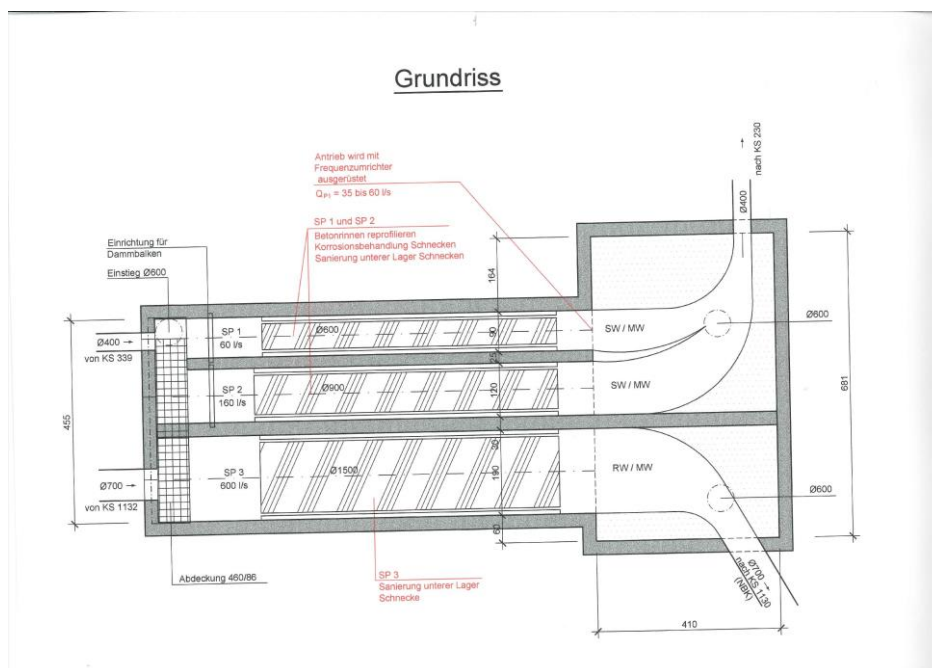 Grundriss
Antrieb wird mit
Frequenzumrichter
ausgerüstet
QP1 = 35 bis 60 l/s
SP 1 und SP 2
Betonrinnen reprofilieren
Korrosionsbehandlung Schnecken
Sanierung unterer Lager Schnecken
Einrichtung für
Dammbalken
Einstieg Ø600
nach KS 230
→
Ø400
164
Ø400 →
von KS 339
SP 1
60 l/s
Ø600
90
SW / MW
Ø600
25
SP 2
160 l/s
Ø900
120
SW / MW
455
681
30
Ø700 →
von KS 1132
SP 3
600 l/s
Ø1500
190
RW / MW
Ø600
60
Abdeckung 460/86
SP 3
Sanierung unterer Lager
Schnecke
Ø700 →
nach KS 1130
(NBK)
410